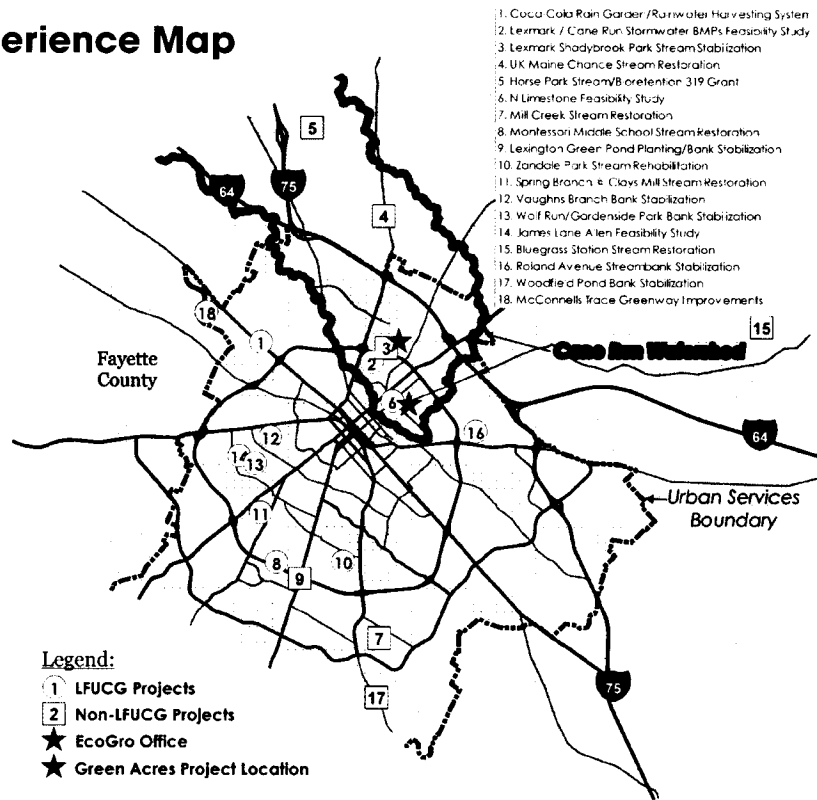 erience Map
1. Coca Cola Rain Garden/Rainwater Harvesting System
2. Lexmark / Cane Run Stormwater BMPs Feasibility Study
3. Lexmark Shadybrook Park Stream Stabilization
4. UK Maine Chance Stream Restoration
5 Horse Park Stream/Bioretention 319 Grant
6. N Limestone Feasibility Study
7. Mill Creek Stream Restoration
8. Montessori Middle School Stream Restoration
9. Lexington Green Pond Planting/Bank Stabilization
10. Zandale Park Stream Rehabilitation
11. Spring Branch & Clays Mill Stream Restoration
12. Vaughns Branch Bank Stabilization
13. Wolf Run/Gardenside Park Bank Stabilization
14. James Lane Allen Feasibility Study
15. Bluegrass Station Stream Restoration
16. Roland Avenue Streambank Stabilization
17. Woodfield Pond Bank Stabilization
18. McConnells Trace Greenway Improvements
5
64
75
4
18
1
3
2
15
Cane Run Watershed
Fayette
County
6
12
16
64
14
13
Urban Services
Boundary
11
8
9
10
7
17
75
Legend:
1 LFUCG Projects
2 Non-LFUCG Projects
EcoGro Office
Green Acres Project Location